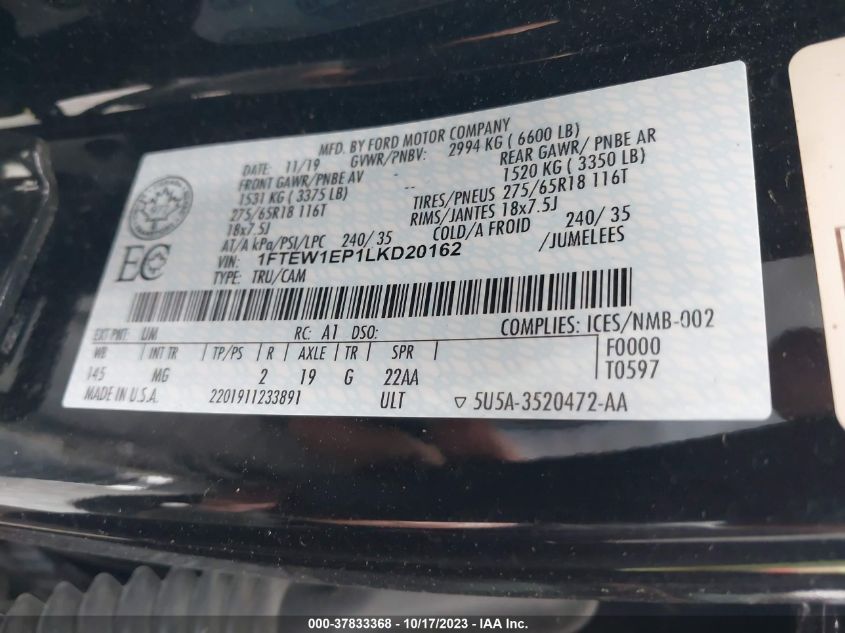 MFD. BY FORD MOTOR COMPANY
DATE: 11/19 GVWR/PNBV: 2994 KG ( 6600 LB)
FRONT GAWR/PNBE AV REAR GAWR/ PNBE AR
1531 KG ( 3375 LB) -- 1520 KG ( 3350 LB)
275/65R18 116T TIRES/PNEUS 275/65R18 116T
18x7.5J RIMS/JANTES 18x7.5J
AT/A kPa/PSI/LPC 240/ 35 COLD/A FROID 240/ 35
VIN: 1FTEW1EP1LKD20162 /JUMELEES
TYPE: TRU/CAM
EC
EXT PNT: UM RC: A1 DSO: COMPLIES: ICES/NMB-002
WB INT TR TP/PS R AXLE TR SPR F0000
145 MG 2 19 G 22AA T0597
MADE IN U.S.A. 2201911233891 ULT ▽ 5U5A-3520472-AA
000-37833368 - 10/17/2023 - IAA Inc.